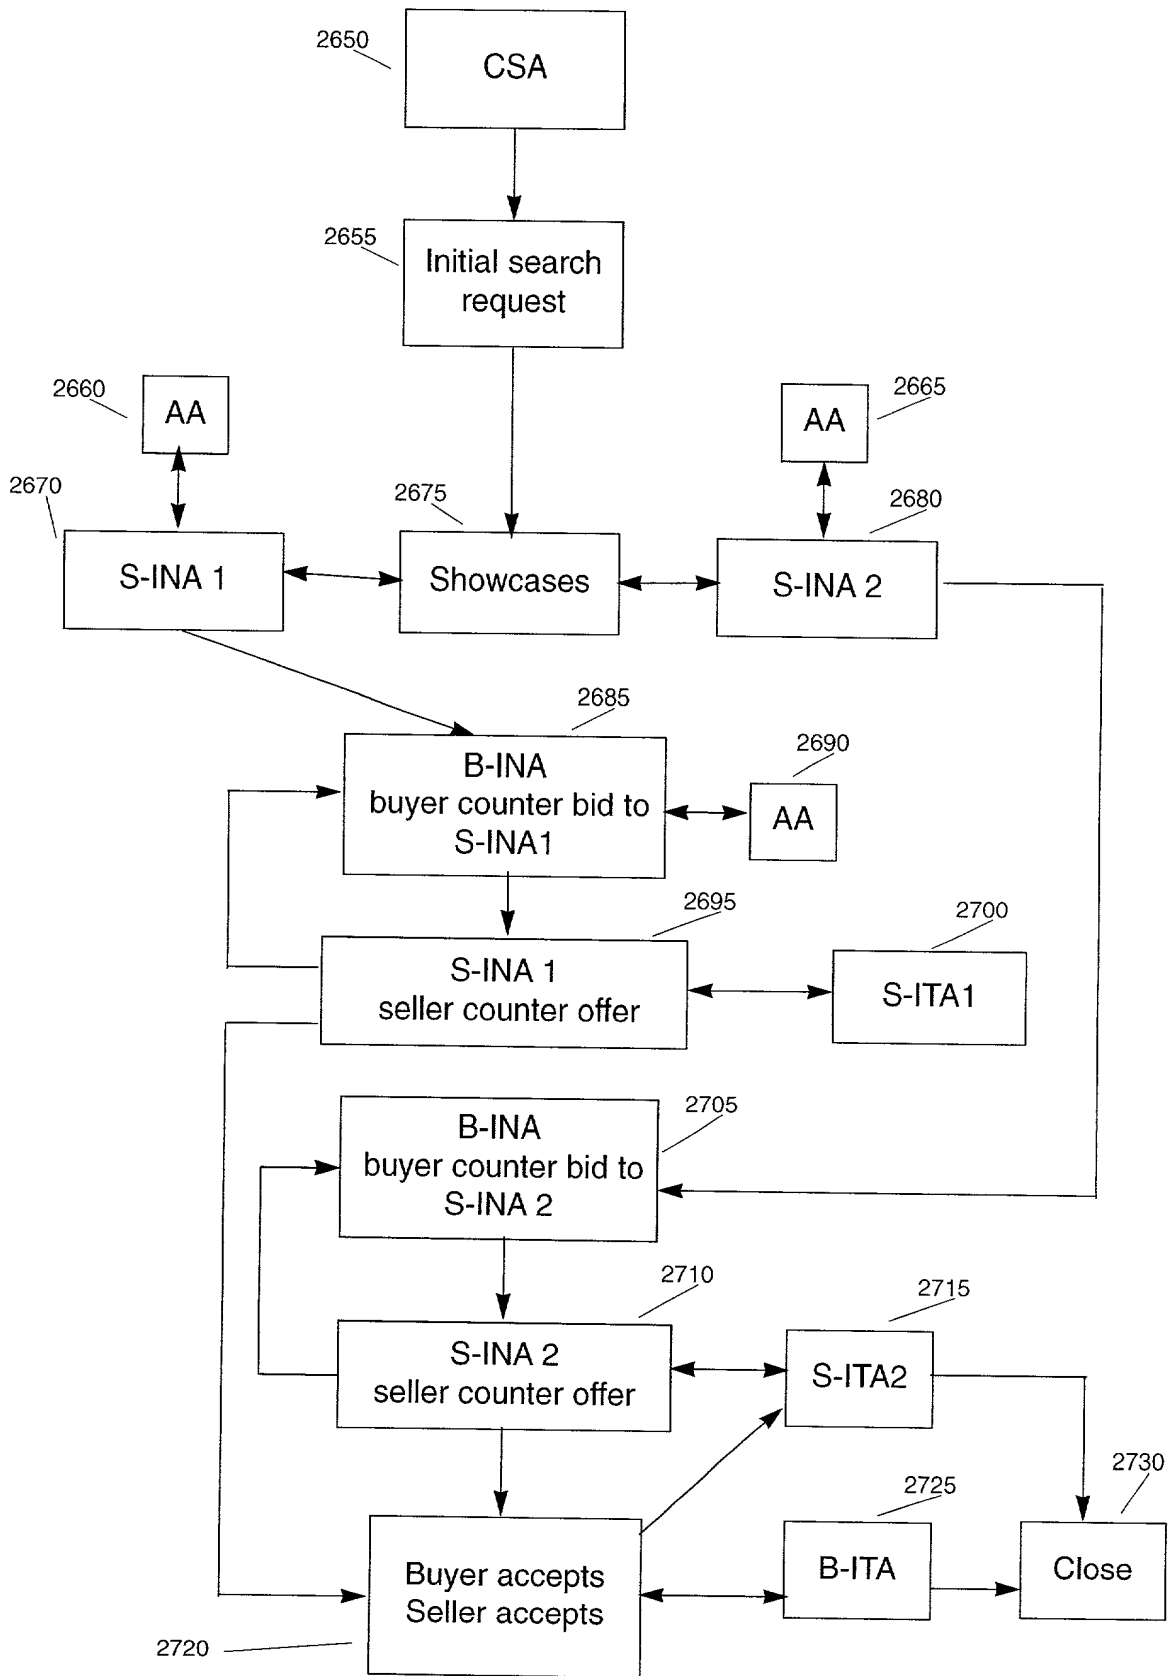 2650
CSA
2655
Initial search
request
2660
AA
2665
AA
2670
S-INA 1
2675
Showcases
2680
S-INA 2
2685
B-INA
buyer counter bid to
S-INA1
2690
AA
2695
S-INA 1
seller counter offer
2700
S-ITA1
2705
B-INA
buyer counter bid to
S-INA 2
2710
S-INA 2
seller counter offer
2715
S-ITA2
2720
Buyer accepts
Seller accepts
2725
B-ITA
2730
Close